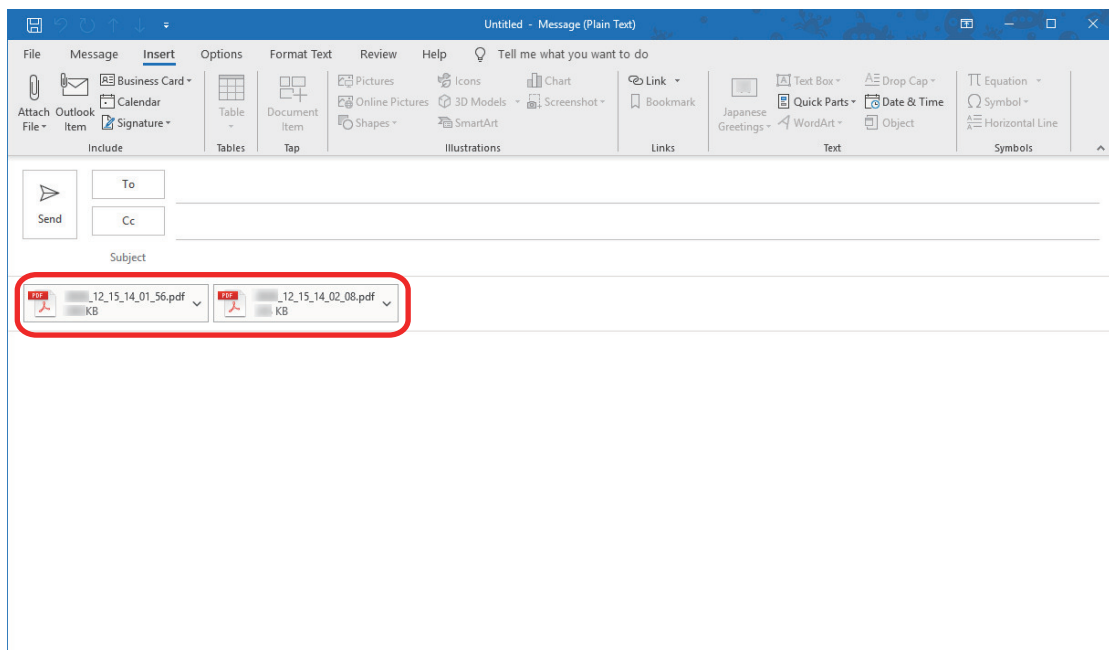 Untitled - Message (Plain Text)
File Message Insert Options Format Text Review Help Tell me what you want to do
Attach File Outlook Item Business Card Calendar Signature Table Document Item Pictures Online Pictures Shapes Icons 3D Models SmartArt Chart Screenshot Link Bookmark Japanese Greetings Text Box Quick Parts WordArt Drop Cap Date & Time Object Equation Symbol Horizontal Line
Include Tables Tap Illustrations Links Text Symbols
Send
To
Cc
Subject
PDF _12_15_14_01_56.pdf PDF _12_15_14_02_08.pdf
KB KB